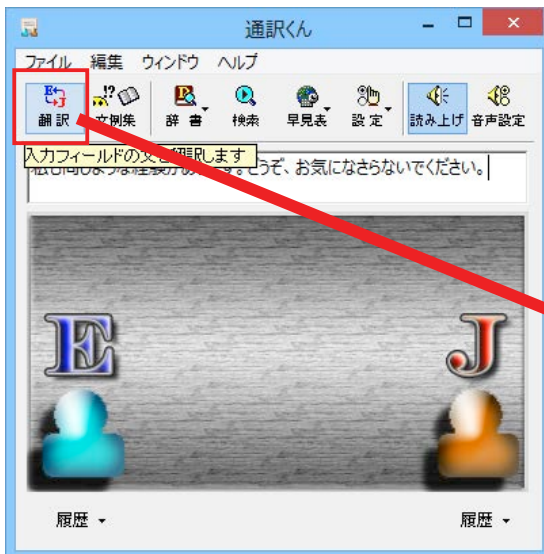 通訳くん
ファイル 編集 ウィンドウ ヘルプ
翻訳 文例集 辞書 検索 早見表 設定 読み上げ 音声設定
入力フィールドの文を翻訳します
す。どうぞ、お気になさらないでください。
E J
履歴 履歴